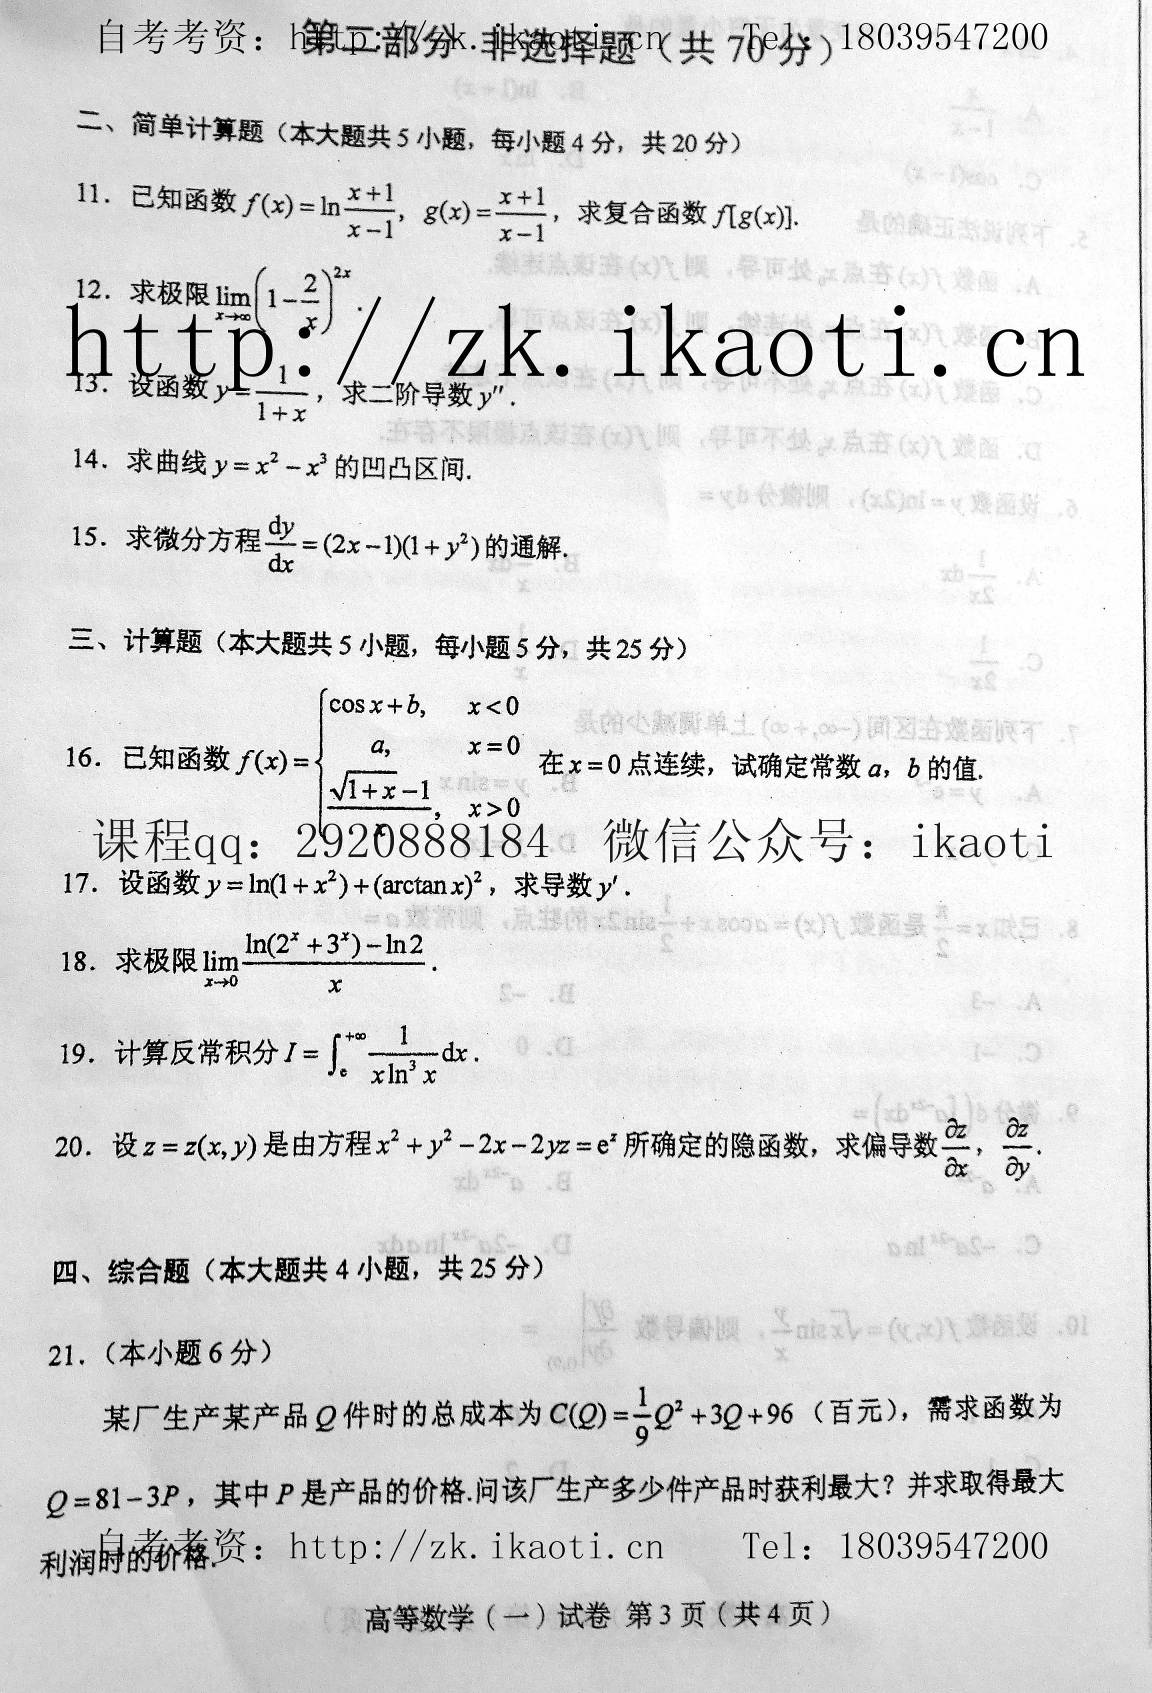 自考考资：http://zk.ikaoti.cn Tel：18039547200
第二部分 非选择题（共 70 分）
二、简单计算题（本大题共 5 小题，每小题 4 分，共 20 分）
11．已知函数 f(x)=ln (x+1)/(x−1)，g(x)=(x+1)/(x−1)，求复合函数 f[g(x)].
12．求极限 lim_{x→∞}(1−2/x)^{2x}.
http://zk.ikaoti.cn
13．设函数 y=1/(1+x)，求二阶导数 y″.
14．求曲线 y=x²−x³ 的凹凸区间.
15．求微分方程 dy/dx=(2x−1)(1+y²) 的通解.
三、计算题（本大题共 5 小题，每小题 5 分，共 25 分）
16．已知函数 f(x)={cos x+b, x<0; a, x=0; (√(1+x)−1)/x, x>0 在 x=0 点连续，试确定常数 a，b 的值.
课程qq：2920888184 微信公众号：ikaoti
17．设函数 y=ln(1+x²)+(arctan x)²，求导数 y′.
18．求极限 lim_{x→0} (ln(2^x+3^x)−ln2)/x.
19．计算反常积分 I=∫_e^{+∞} 1/(x ln³ x) dx.
20．设 z=z(x,y) 是由方程 x²+y²−2x−2yz=e^z 所确定的隐函数，求偏导数 ∂z/∂x，∂z/∂y.
四、综合题（本大题共 4 小题，共 25 分）
21．（本小题 6 分）
某厂生产某产品 Q 件时的总成本为 C(Q)=1/9 Q²+3Q+96（百元），需求函数为
Q=81−3P，其中 P 是产品的价格.问该厂生产多少件产品时获利最大？并求取得最大
利润时的价格.
自考考资：http://zk.ikaoti.cn Tel：18039547200
高等数学（一）试卷 第 3 页（共 4 页）